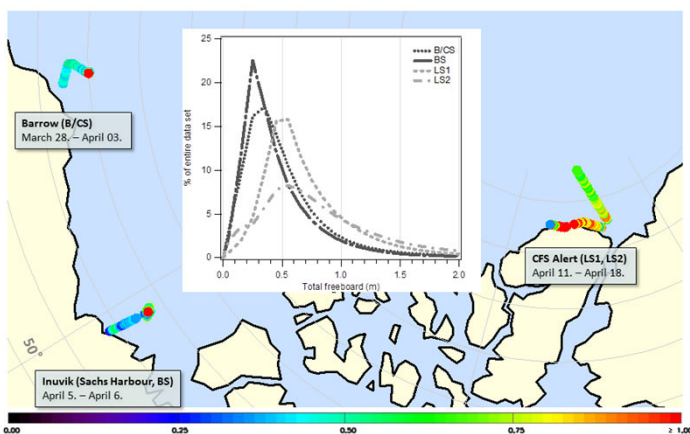 Barrow (B/CS)
March 28. – April 03.
25
20
15
10
5
0
% of entire data set
B/CS
BS
LS1
LS2
0.0 0.5 1.0 1.5 2.0
Total freeboard (m)
CFS Alert (LS1, LS2)
April 11. – April 18.
50°
Inuvik (Sachs Harbour, BS)
April 5. – April 6.
0.00 0.25 0.50 0.75 ≥ 1.00